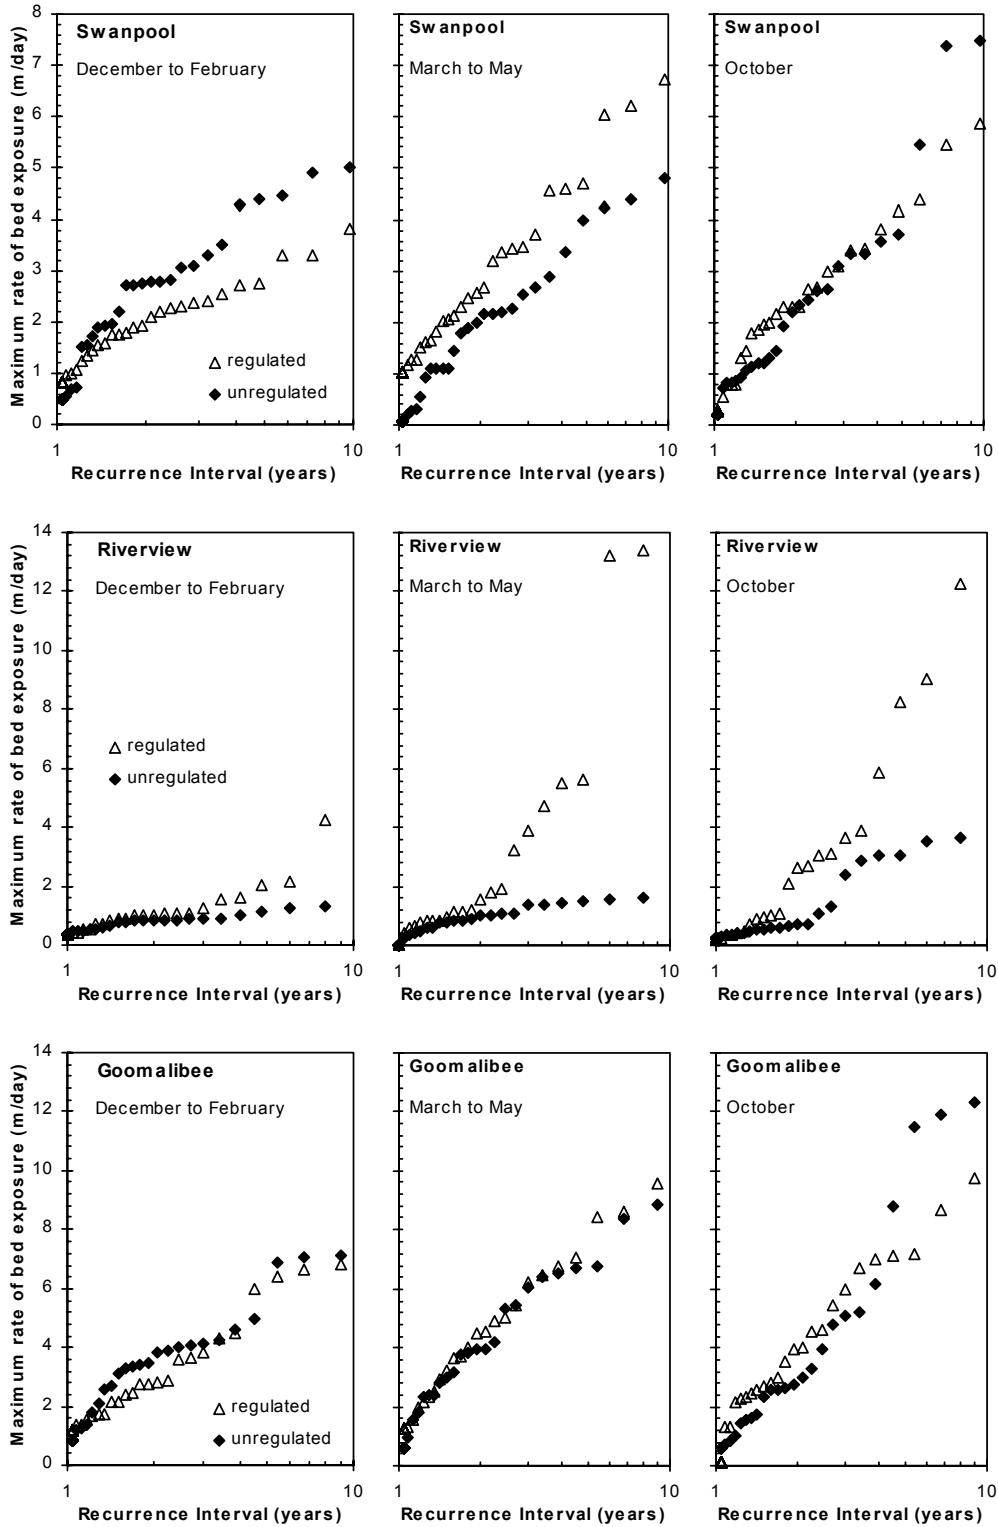 Maximum rate of bed exposure (m/day)
8
7
6
5
4
3
2
1
0
Swanpool
December to February
regulated
unregulated
1 10
Recurrence Interval (years)
Swanpool
March to May
1 10
Recurrence Interval (years)
Swanpool
October
1 10
Recurrence Interval (years)
Maximum rate of bed exposure (m/day)
14
12
10
8
6
4
2
0
Riverview
December to February
regulated
unregulated
1 10
Recurrence Interval (years)
Riverview
March to May
1 10
Recurrence Interval (years)
Riverview
October
1 10
Recurrence Interval (years)
Maximum rate of bed exposure (m/day)
14
12
10
8
6
4
2
0
Goomalibee
December to February
regulated
unregulated
1 10
Recurrence Interval (years)
Goomalibee
March to May
1 10
Recurrence Interval (years)
Goomalibee
October
1 10
Recurrence Interval (years)